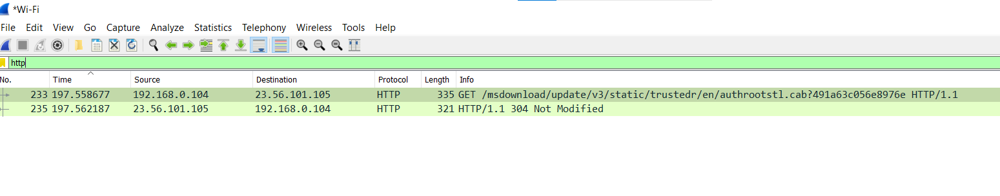 *Wi-Fi
File Edit View Go Capture Analyze Statistics Telephony Wireless Tools Help
http
No. Time Source Destination Protocol Length Info
233 197.558677 192.168.0.104 23.56.101.105 HTTP 335 GET /msdownload/update/v3/static/trustedr/en/authrootstl.cab?491a63c056e8976e HTTP/1.1
235 197.562187 23.56.101.105 192.168.0.104 HTTP 321 HTTP/1.1 304 Not Modified